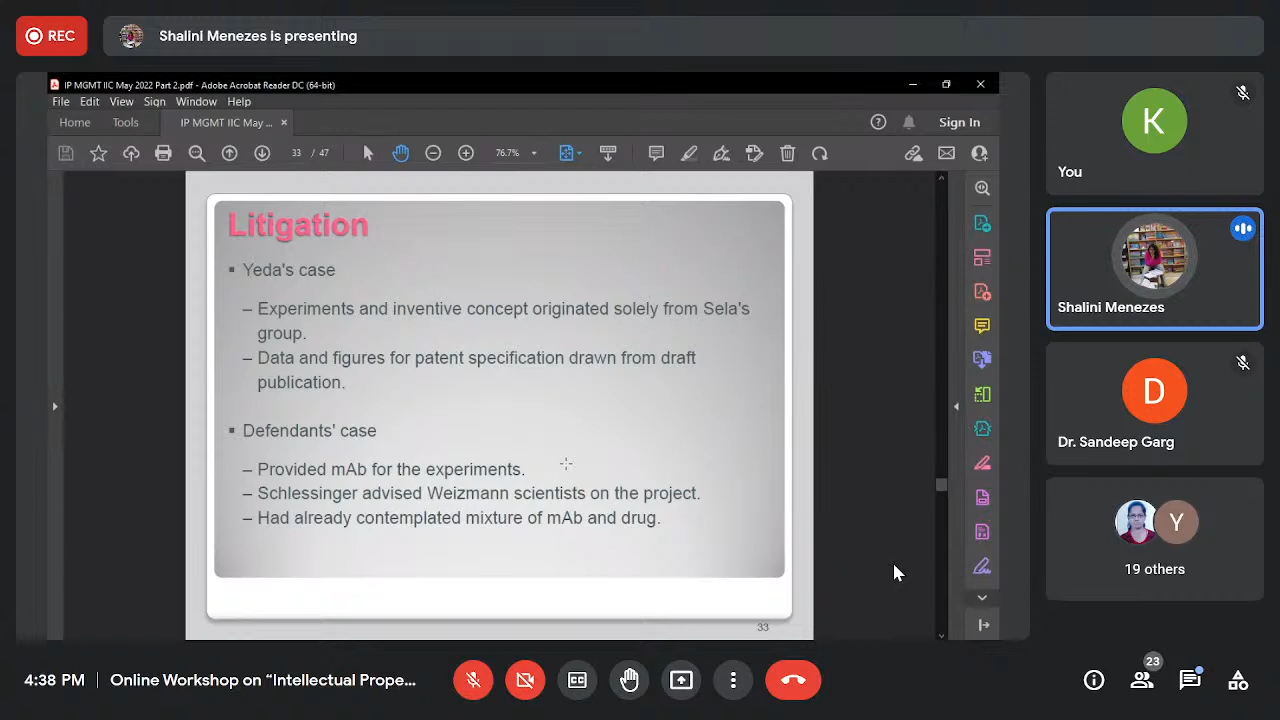 REC
Shalini Menezes is presenting
IP MGMT IIC May 2022 Part 2.pdf - Adobe Acrobat Reader DC (64-bit)
File Edit View Sign Window Help
Home Tools IP MGMT IIC May ... × Sign In
33 / 47 76.7%
Litigation
▪ Yeda's case
– Experiments and inventive concept originated solely from Sela's
group.
– Data and figures for patent specification drawn from draft
publication.
▪ Defendants' case
– Provided mAb for the experiments.
– Schlessinger advised Weizmann scientists on the project.
– Had already contemplated mixture of mAb and drug.
33
K
You
Shalini Menezes
D
Dr. Sandeep Garg
Y
19 others
4:38 PM | Online Workshop on “Intellectual Prope...
23